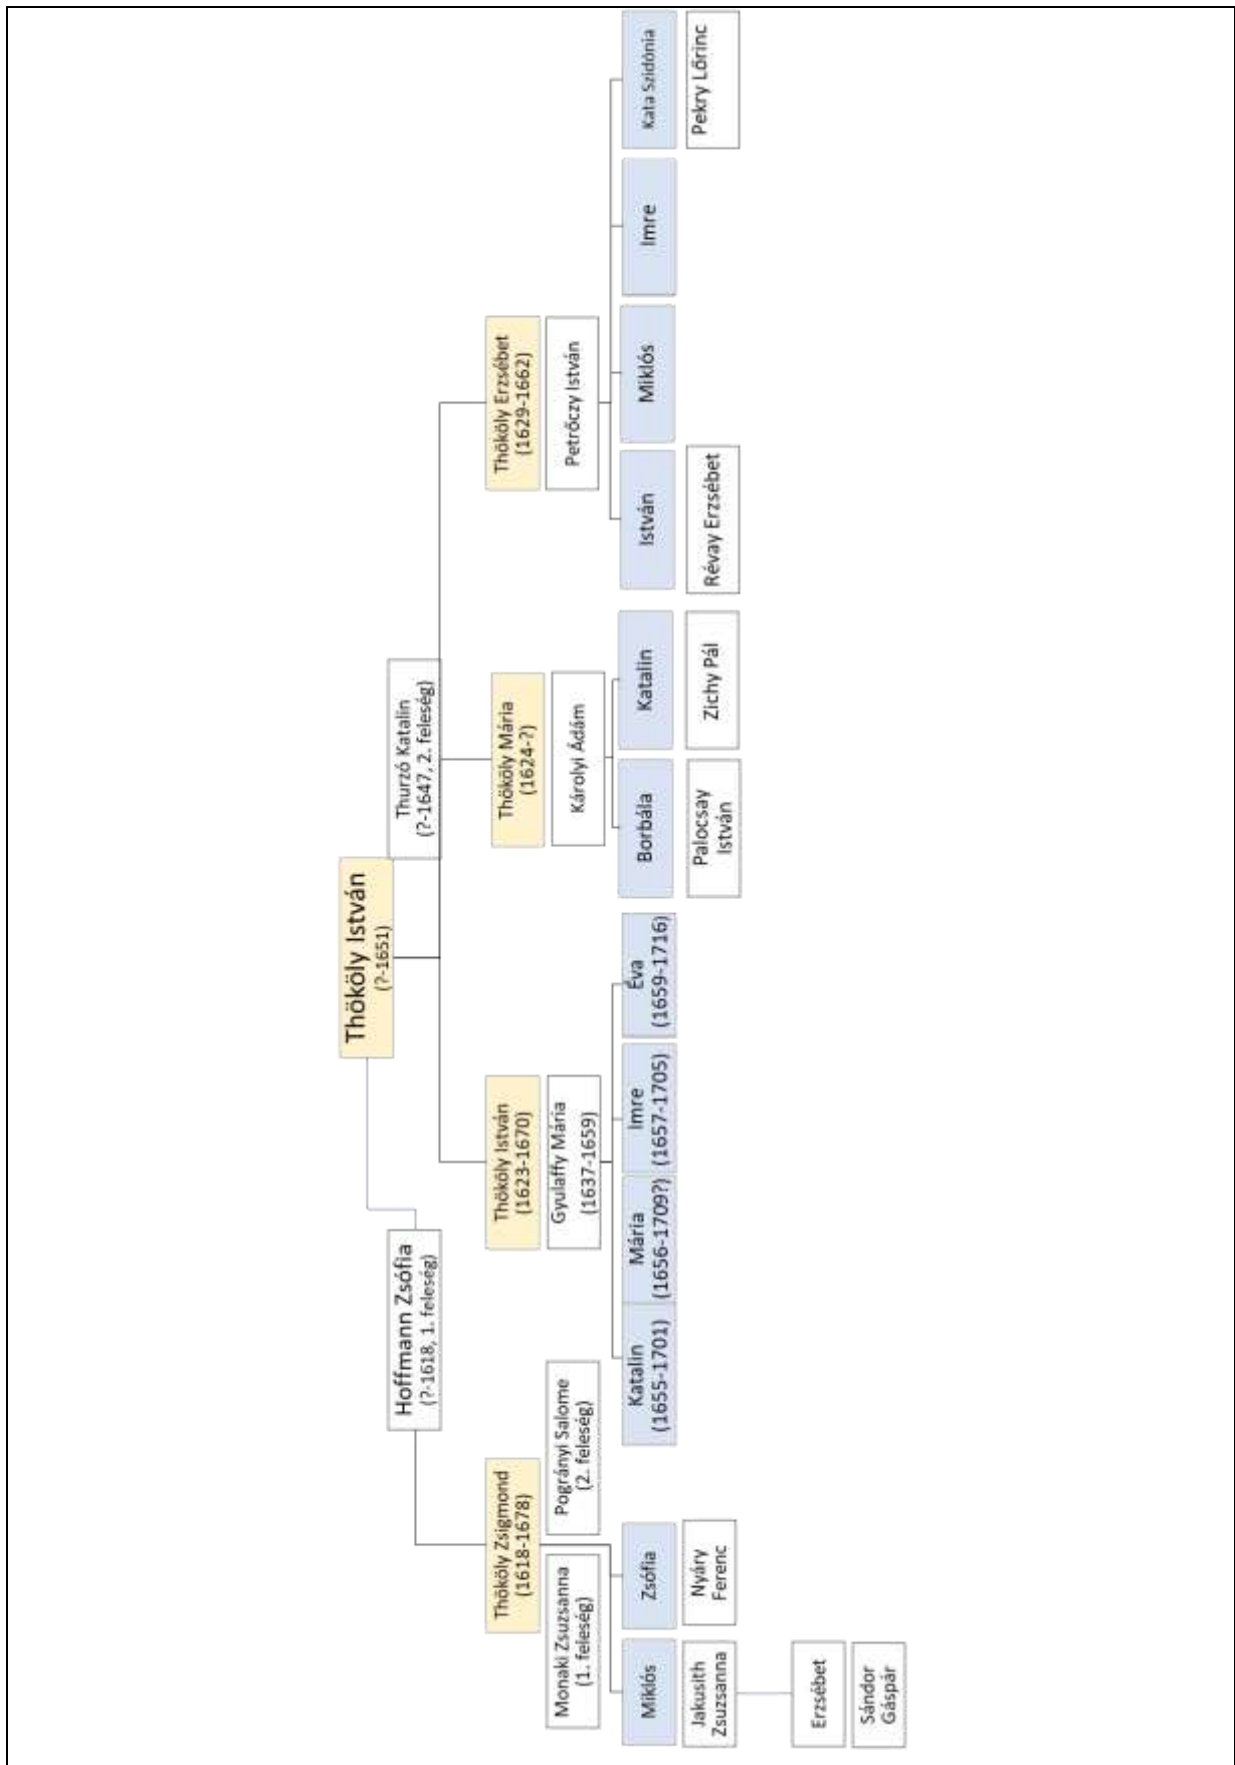 Thököly István
(?-1651)
Hoffmann Zsófia
(?-1618, 1. feleség)
Thurzó Katalin
(?-1647, 2. feleség)
Thököly Zsigmond
(1618-1678)
Monaki Zsuzsanna
(1. feleség)
Pogrányi Salome
(2. feleség)
Thököly István
(1623-1670)
Gyulaffy Mária
(1637-1659)
Thököly Mária
(1624-?)
Károlyi Ádám
Thököly Erzsébet
(1629-1662)
Petrőczy István
Miklós
Jakusith
Zsuzsanna
Erzsébet
Sándor
Gáspár
Zsófia
Nyáry
Ferenc
Katalin
(1655-1701)
Mária
(1656-1709?)
Imre
(1657-1705)
Éva
(1659-1716)
Borbála
Palocsay
István
Katalin
Zichy Pál
István
Révay Erzsébet
Miklós
Imre
Kata Szidónia
Pekry Lőrinc